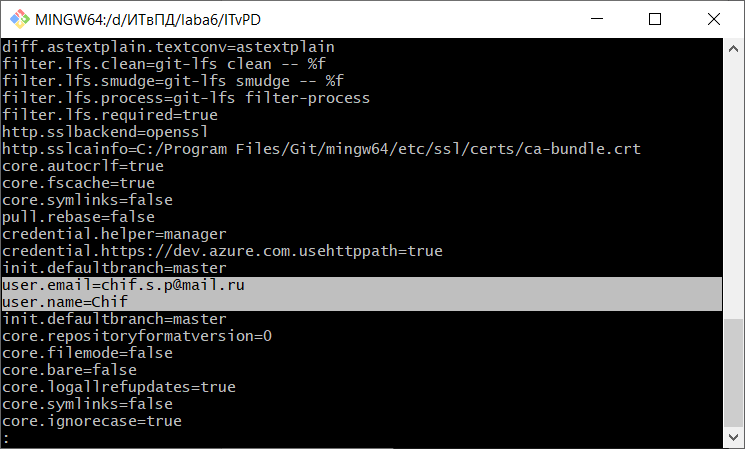 MINGW64:/d/ИТвПД/laba6/ITvPD
diff.astextplain.textconv=astextplain
filter.lfs.clean=git-lfs clean -- %f
filter.lfs.smudge=git-lfs smudge -- %f
filter.lfs.process=git-lfs filter-process
filter.lfs.required=true
http.sslbackend=openssl
http.sslcainfo=C:/Program Files/Git/mingw64/etc/ssl/certs/ca-bundle.crt
core.autocrlf=true
core.fscache=true
core.symlinks=false
pull.rebase=false
credential.helper=manager
credential.https://dev.azure.com.usehttppath=true
init.defaultbranch=master
user.email=chif.s.p@mail.ru
user.name=Chif
init.defaultbranch=master
core.repositoryformatversion=0
core.filemode=false
core.bare=false
core.logallrefupdates=true
core.symlinks=false
core.ignorecase=true
: